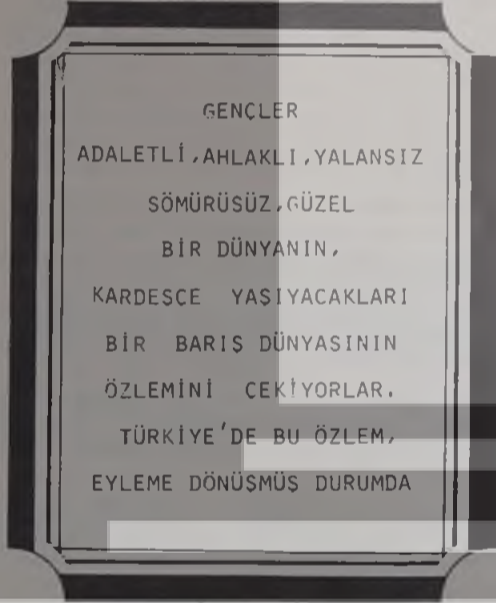 GENÇLER
ADALETLİ,AHLAKLI,YALANSIZ
SÖMÜRÜSÜZ,GÜZEL
BİR DÜNYANIN,
KARDEŞCE YAŞIYACAKLARI
BİR BARIŞ DÜNYASININ
ÖZLEMİNİ ÇEKİYORLAR.
TÜRKİYE'DE BU ÖZLEM,
EYLEME DÖNÜŞMÜŞ DURUMDA